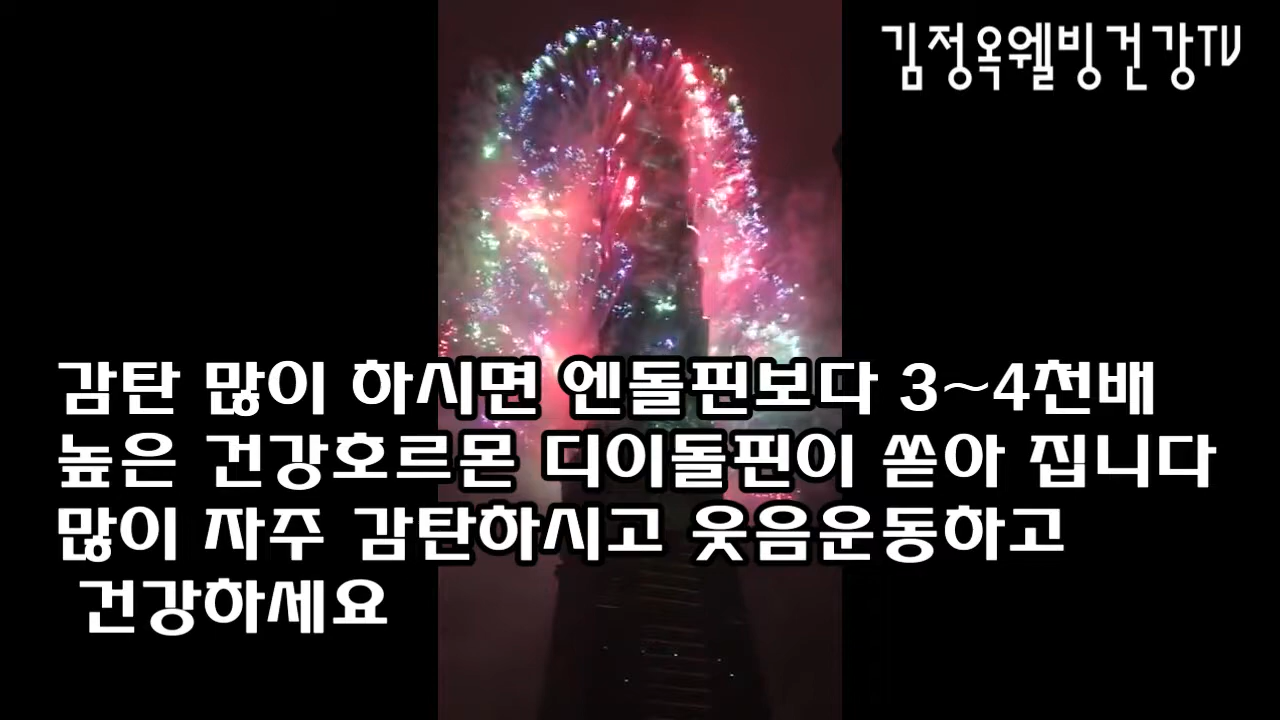 김정옥웰빙건강TV
감탄 많이 하시면 엔돌핀보다 3~4천배
높은 건강호르몬 디이돌핀이 쏟아 집니다
많이 자주 감탄하시고 웃음운동하고
건강하세요